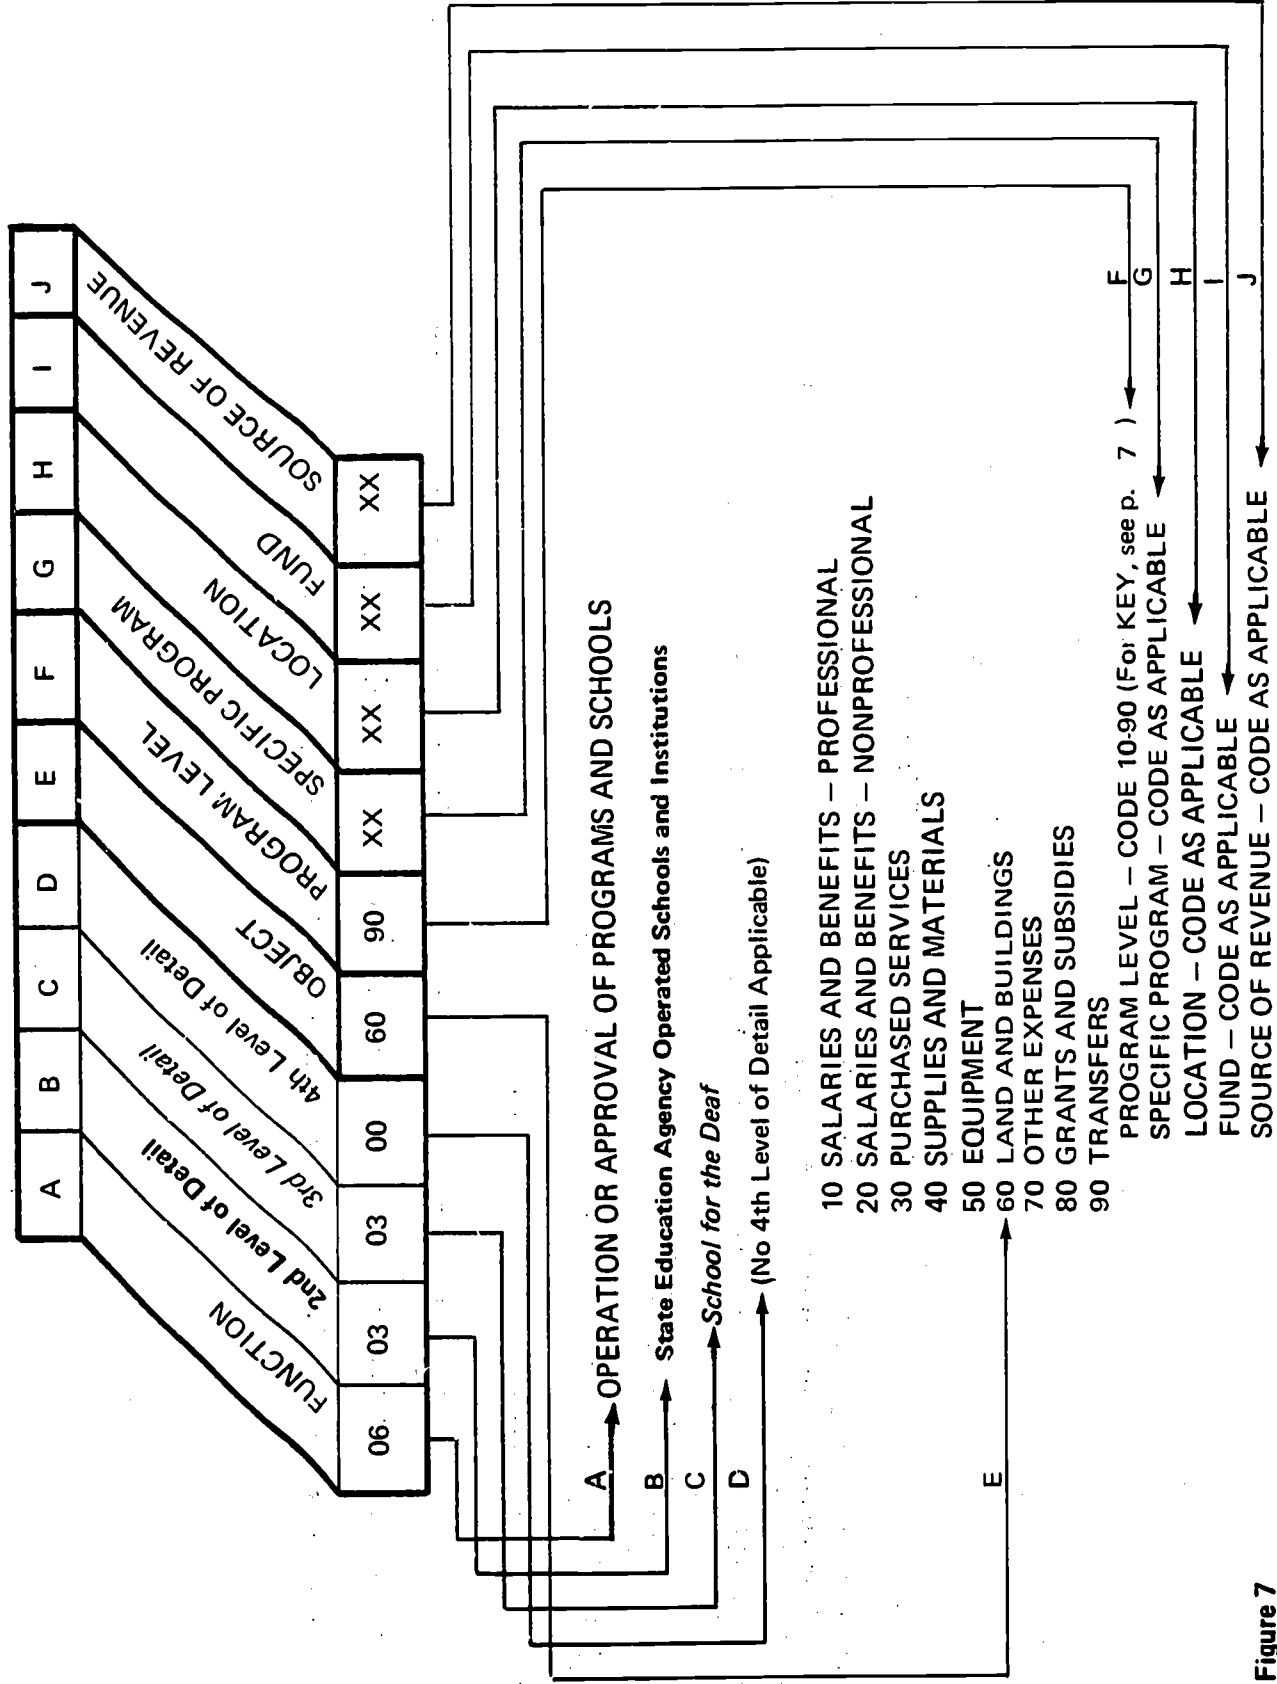 A B C D E F G H I J
FUNCTION
2nd Level of Detail
3rd Level of Detail
4th Level of Detail
OBJECT
PROGRAM LEVEL
SPECIFIC PROGRAM
LOCATION
FUND
SOURCE OF REVENUE
06 03 03 00 60 90 XX XX XX XX
A OPERATION OR APPROVAL OF PROGRAMS AND SCHOOLS
B State Education Agency Operated Schools and Institutions
C School for the Deaf
D (No 4th Level of Detail Applicable)
10 SALARIES AND BENEFITS – PROFESSIONAL
20 SALARIES AND BENEFITS – NONPROFESSIONAL
30 PURCHASED SERVICES
40 SUPPLIES AND MATERIALS
50 EQUIPMENT
E 60 LAND AND BUILDINGS
70 OTHER EXPENSES
80 GRANTS AND SUBSIDIES
90 TRANSFERS
PROGRAM LEVEL – CODE 10-90 (For KEY, see p. 7 ) F
SPECIFIC PROGRAM – CODE AS APPLICABLE G
LOCATION – CODE AS APPLICABLE H
FUND – CODE AS APPLICABLE I
SOURCE OF REVENUE – CODE AS APPLICABLE J
Figure 7